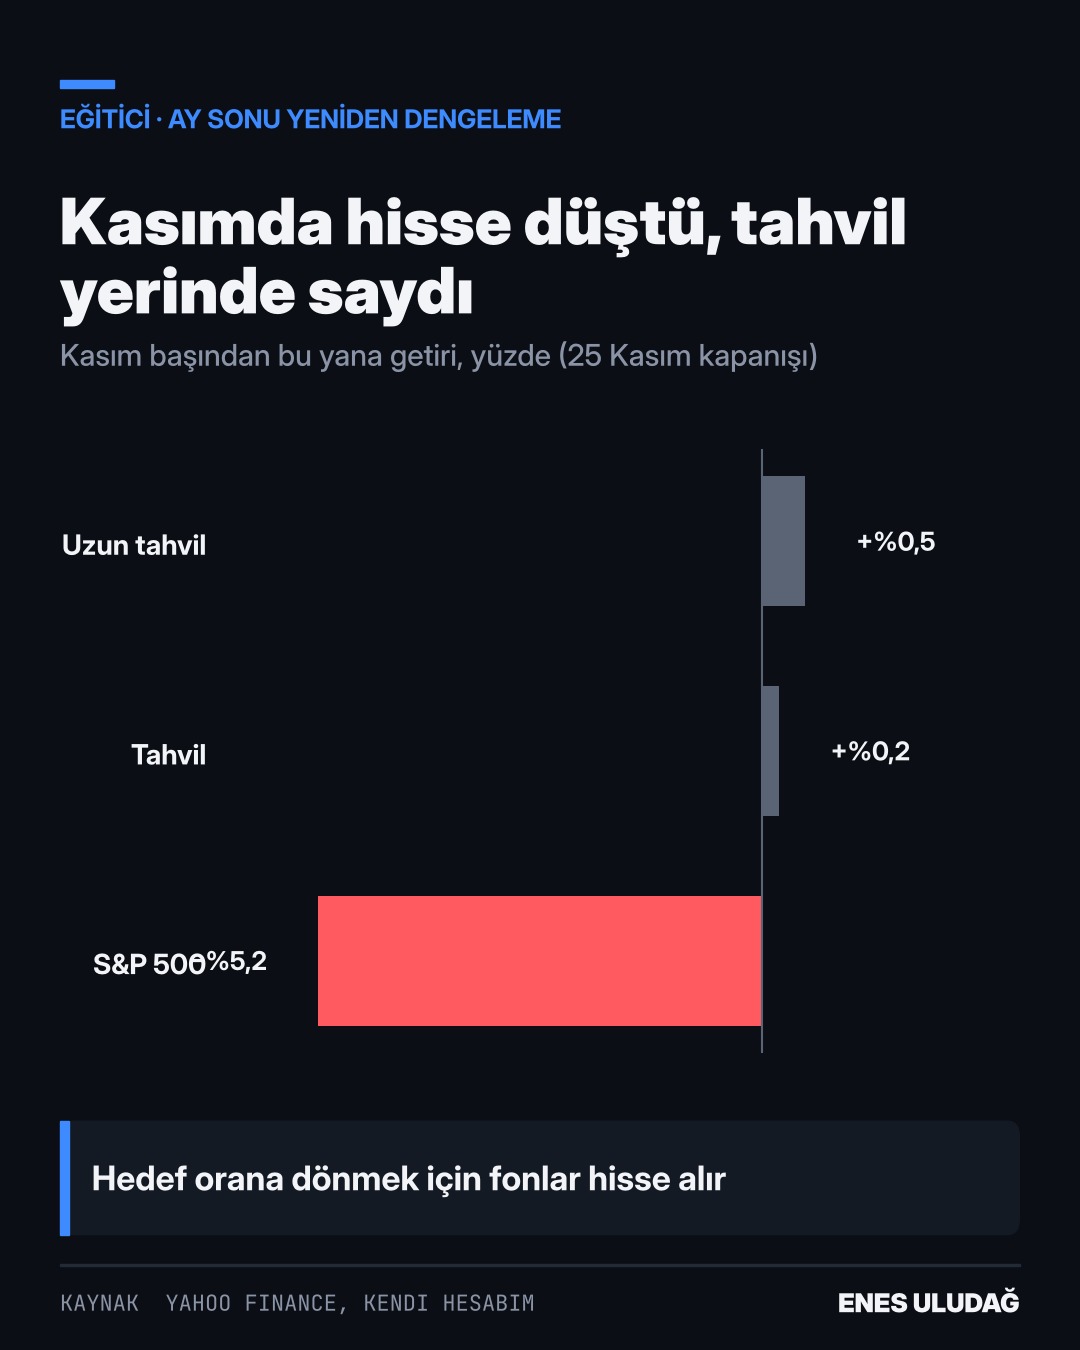 EĞİTİCİ · AY SONU YENİDEN DENGELEME
Kasımda hisse düştü, tahvil
yerinde saydı
Kasım başından bu yana getiri, yüzde (25 Kasım kapanışı)
Uzun tahvil
+%0,5
Tahvil
+%0,2
S&P 500
-%5,2
Hedef orana dönmek için fonlar hisse alır
KAYNAK YAHOO FINANCE, KENDI HESABIM
ENES ULUDAĞ